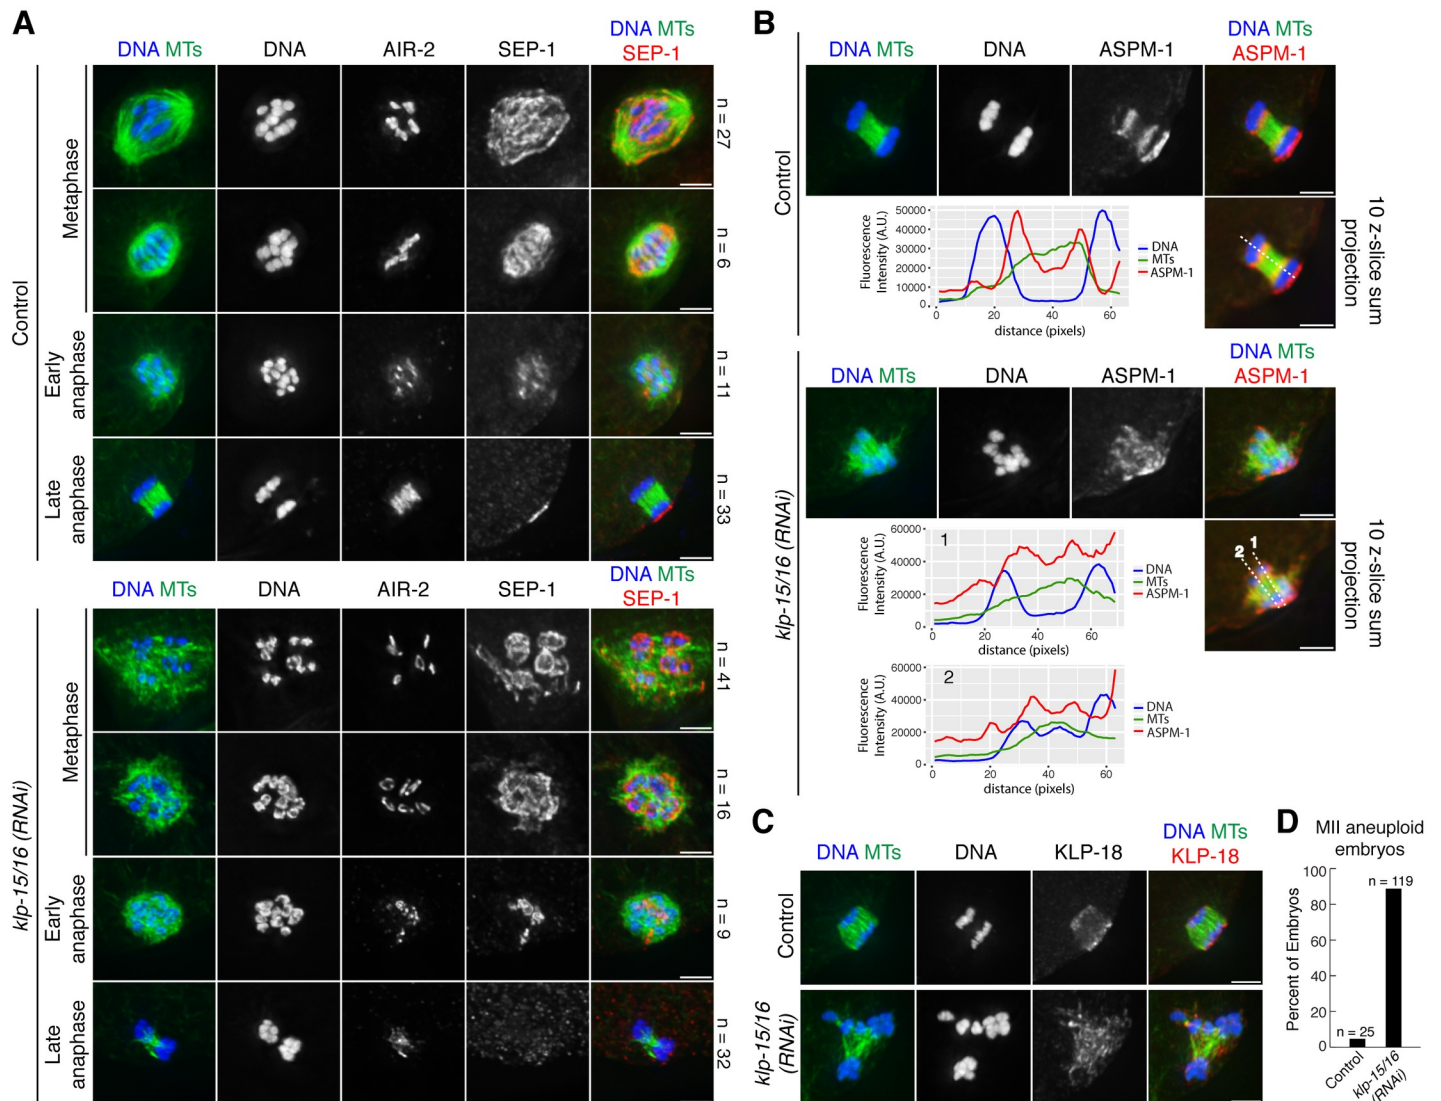 A
DNA MTs
DNA
AIR-2
SEP-1
DNA MTs
SEP-1
Control
Metaphase
n = 27
n = 6
Early
anaphase
n = 11
Late
anaphase
n = 33
DNA MTs
DNA
AIR-2
SEP-1
DNA MTs
SEP-1
klp-15/16 (RNAi)
Metaphase
n = 41
n = 16
Early
anaphase
n = 9
Late
anaphase
n = 32
B
DNA MTs
DNA
ASPM-1
DNA MTs
ASPM-1
Control
10 z-slice sum
projection
Fluorescence
Intensity (A.U.)
50000
40000
30000
20000
10000
0
0 20 40 60
distance (pixels)
DNA
MTs
ASPM-1
DNA MTs
DNA
ASPM-1
DNA MTs
ASPM-1
klp-15/16 (RNAi)
10 z-slice sum
projection
1
2
1
Fluorescence
Intensity (A.U.)
60000
40000
20000
0
0 20 40 60
distance (pixels)
DNA
MTs
ASPM-1
2
Fluorescence
Intensity (A.U.)
60000
40000
20000
0
0 20 40 60
distance (pixels)
DNA
MTs
ASPM-1
C
DNA MTs
DNA
KLP-18
DNA MTs
KLP-18
Control
klp-15/16
(RNAi)
D
MII aneuploid
embryos
Percent of Embryos
100
80
60
40
20
0
n = 25
n = 119
Control
klp-15/16
(RNAi)